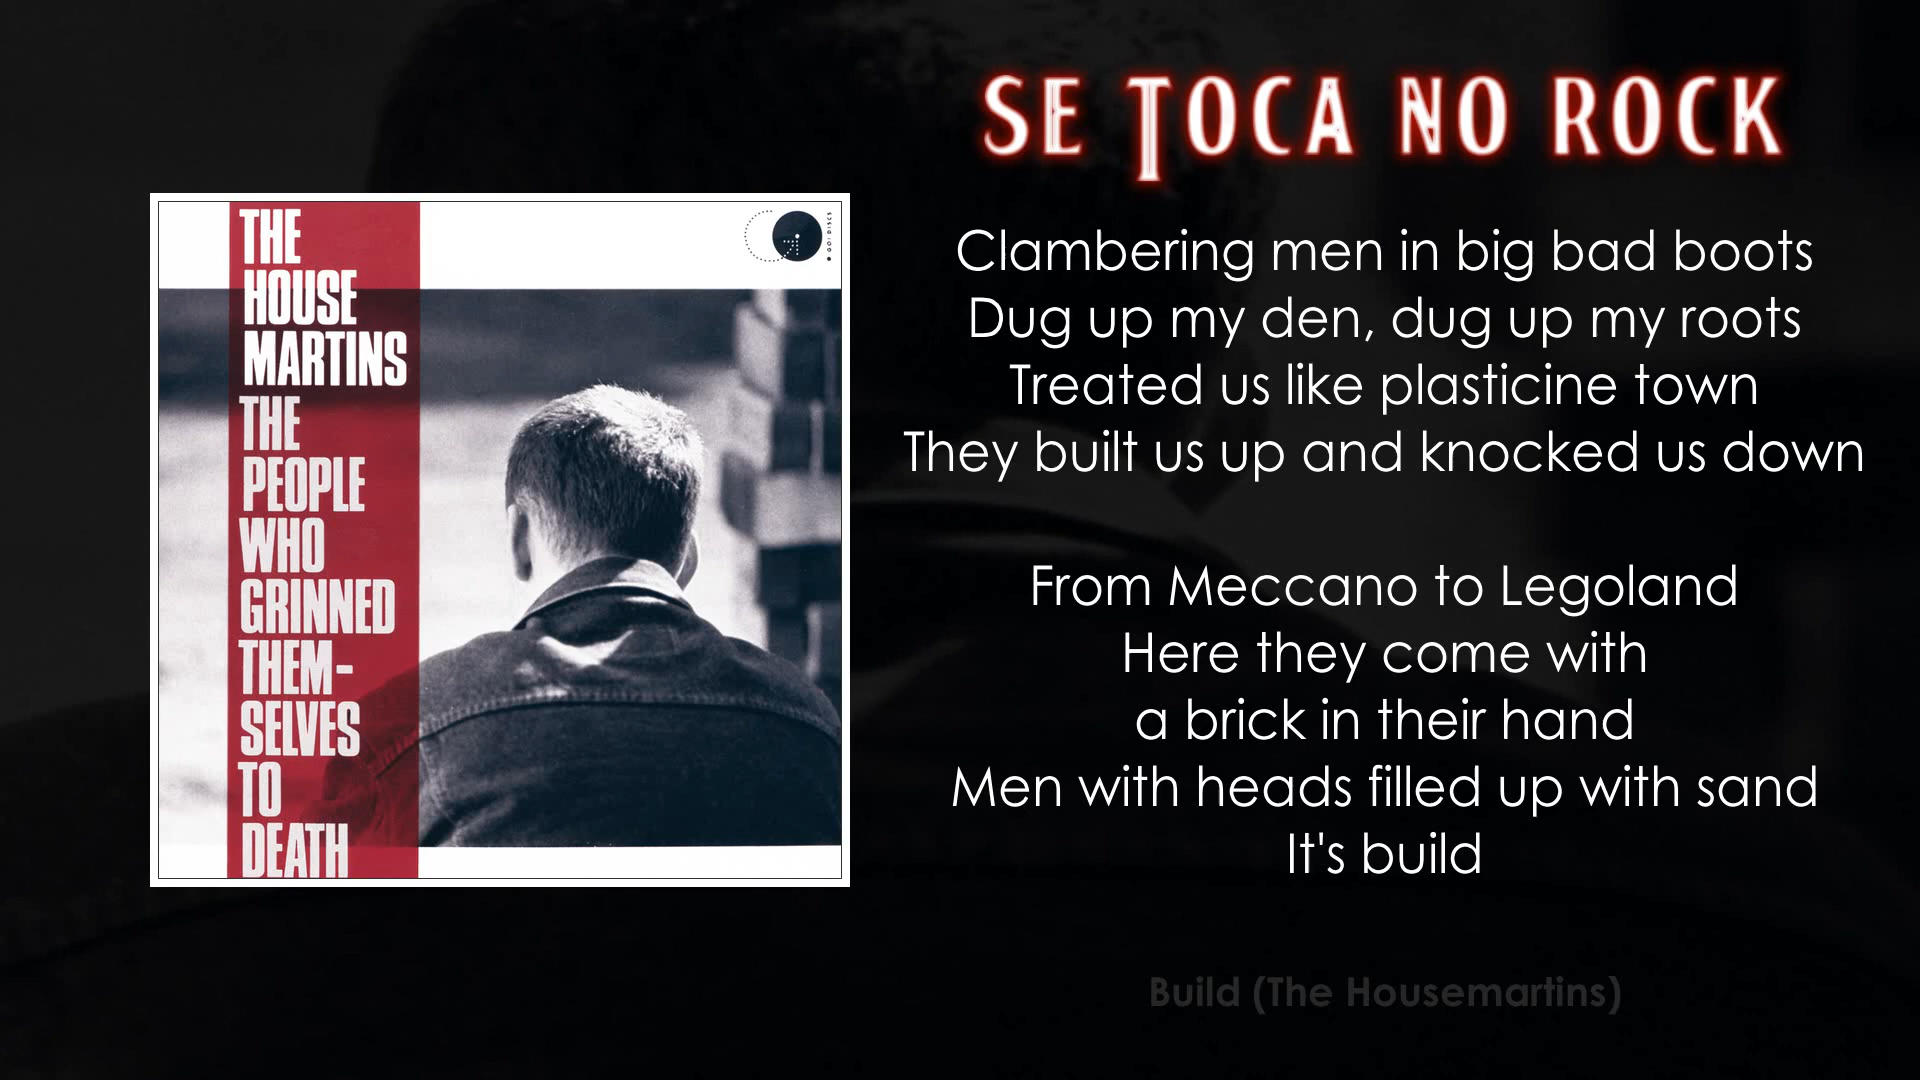 SE TOCA NO ROCK
THE
HOUSE
MARTINS
THE
PEOPLE
WHO
GRINNED
THEM-
SELVES
TO
DEATH
GO! DISCS
Clambering men in big bad boots
Dug up my den, dug up my roots
Treated us like plasticine town
They built us up and knocked us down
From Meccano to Legoland
Here they come with
a brick in their hand
Men with heads filled up with sand
It's build
Build (The Housemartins)